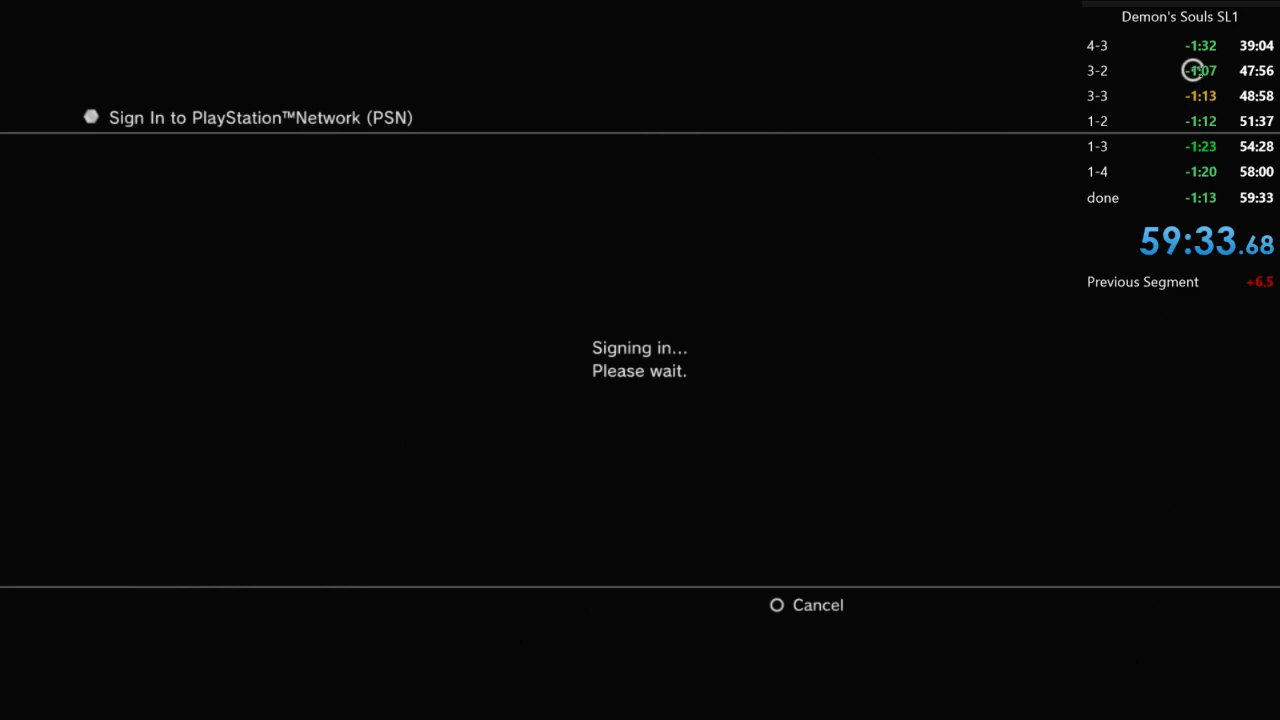 Demon's Souls SL1
4-3 -1:32 39:04
Sign In to PlayStation™Network (PSN)
3-2 -1:07 47:56
3-3 -1:13 48:58
1-2 -1:12 51:37
1-3 -1:23 54:28
1-4 -1:20 58:00
done -1:13 59:33
59:33.68
Previous Segment +6.5
Signing in...
Please wait.
Cancel